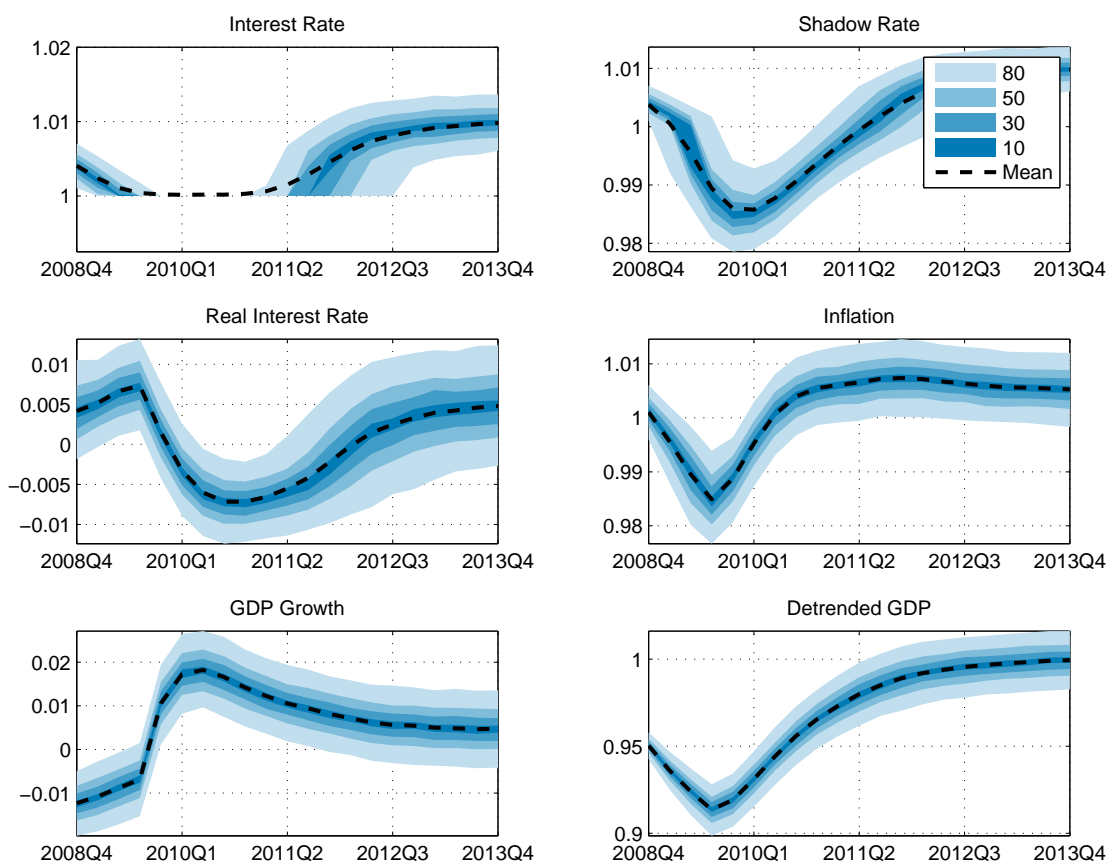 Interest Rate
1.02
1.01
1
2008Q4 2010Q1 2011Q2 2012Q3 2013Q4
Shadow Rate
1.01
1
0.99
0.98
2008Q4 2010Q1 2011Q2 2012Q3 2013Q4
80
50
30
10
Mean
Real Interest Rate
0.01
0.005
0
−0.005
−0.01
2008Q4 2010Q1 2011Q2 2012Q3 2013Q4
Inflation
1.01
1
0.99
0.98
2008Q4 2010Q1 2011Q2 2012Q3 2013Q4
GDP Growth
0.02
0.01
0
−0.01
2008Q4 2010Q1 2011Q2 2012Q3 2013Q4
Detrended GDP
1
0.95
0.9
2008Q4 2010Q1 2011Q2 2012Q3 2013Q4